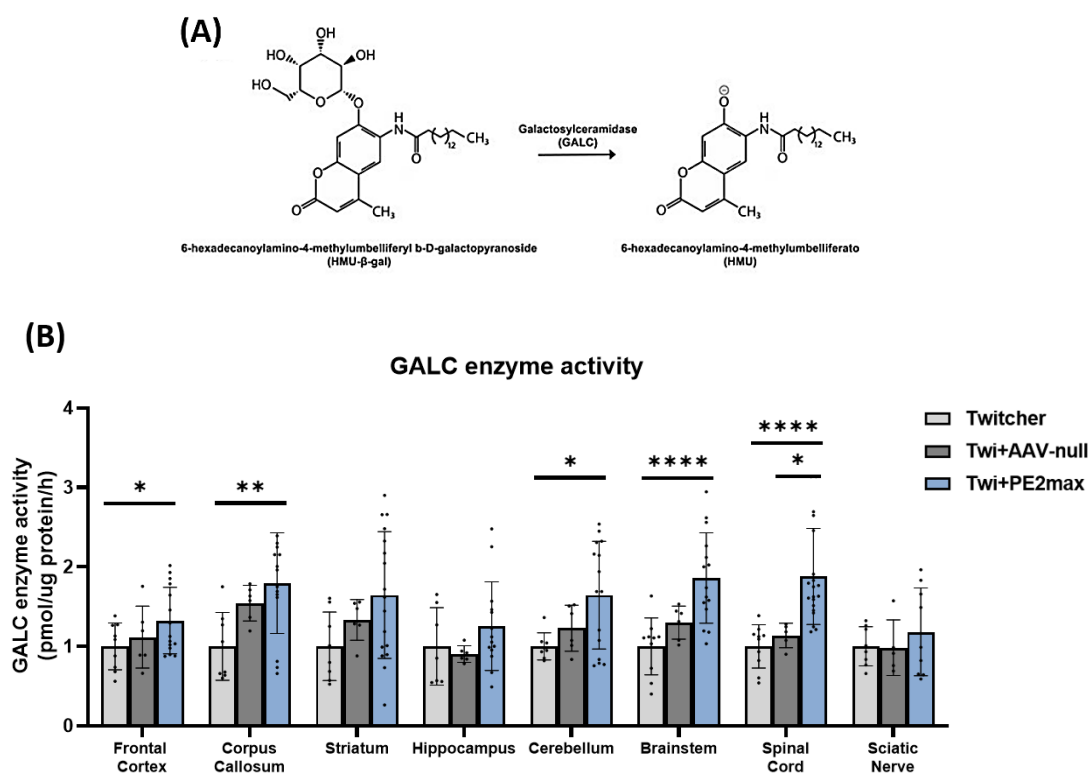 (A)
HO
OH
HO
OH
HO
O
O
H
N
O
12
CH3
O
O
CH3
Galactosylceramidase
(GALC)
⊖
O
H
N
O
12
CH3
O
O
CH3
6-hexadecanoylamino-4-methylumbelliferyl b-D-galactopyranoside
(HMU-β-gal)
6-hexadecanoylamino-4-methylumbelliferato
(HMU)
(B)
GALC enzyme activity
GALC enzyme activity
(pmol/ug protein/h)
4
3
2
1
0
*
**
*
****
****
*
Twitcher
Twi+AAV-null
Twi+PE2max
Frontal
Cortex
Corpus
Callosum
Striatum
Hippocampus
Cerebellum
Brainstem
Spinal
Cord
Sciatic
Nerve